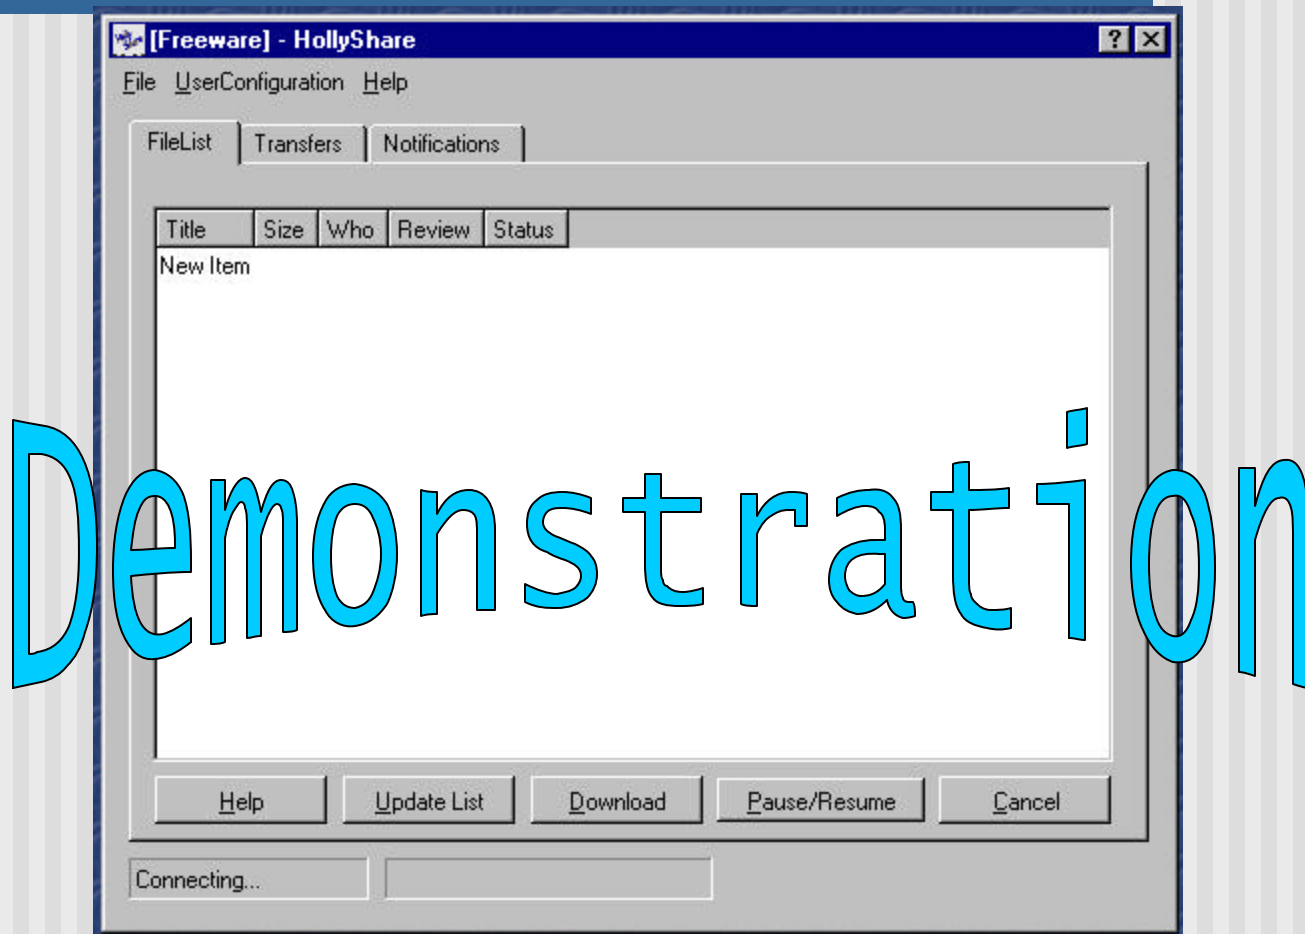 [Freeware] - HollyShare
File UserConfiguration Help
FileList Transfers Notifications
Title Size Who Review Status
New Item
Demonstration
Help Update List Download Pause/Resume Cancel
Connecting...